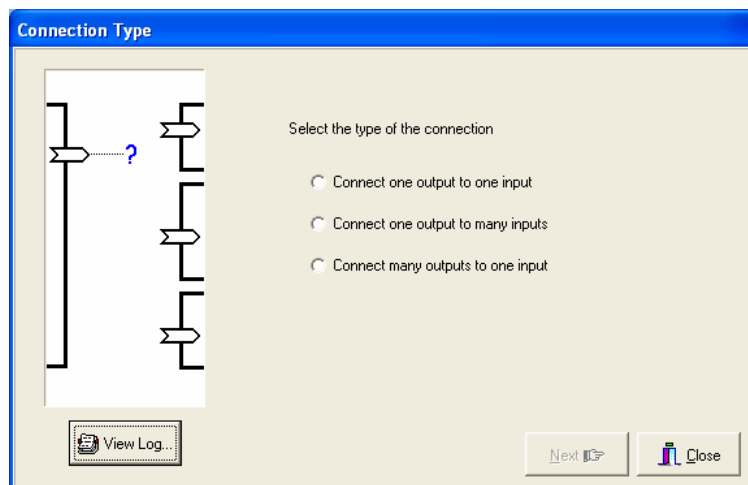 Connection Type
?
Select the type of the connection
Connect one output to one input
Connect one output to many inputs
Connect many outputs to one input
View Log...
Next
Close